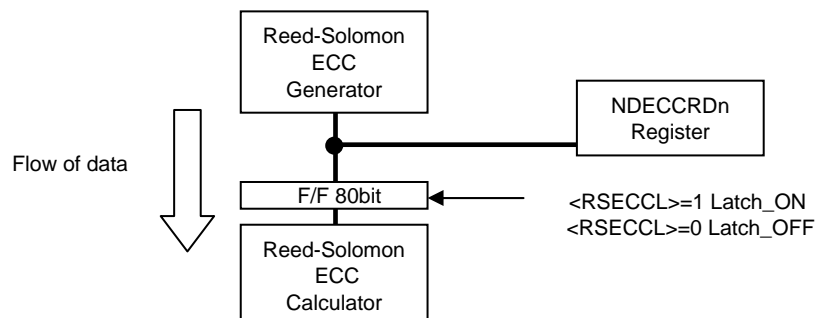 Reed-Solomon
ECC
Generator
NDECCRDn
Register
Flow of data
F/F 80bit
<RSECCL>=1 Latch_ON
<RSECCL>=0 Latch_OFF
Reed-Solomon
ECC
Calculator